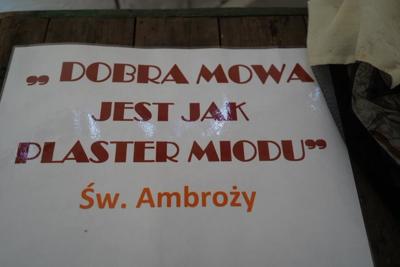 „ DOBRA MOWA
JEST JAK
PLASTER MIODU”
Św. Ambroży